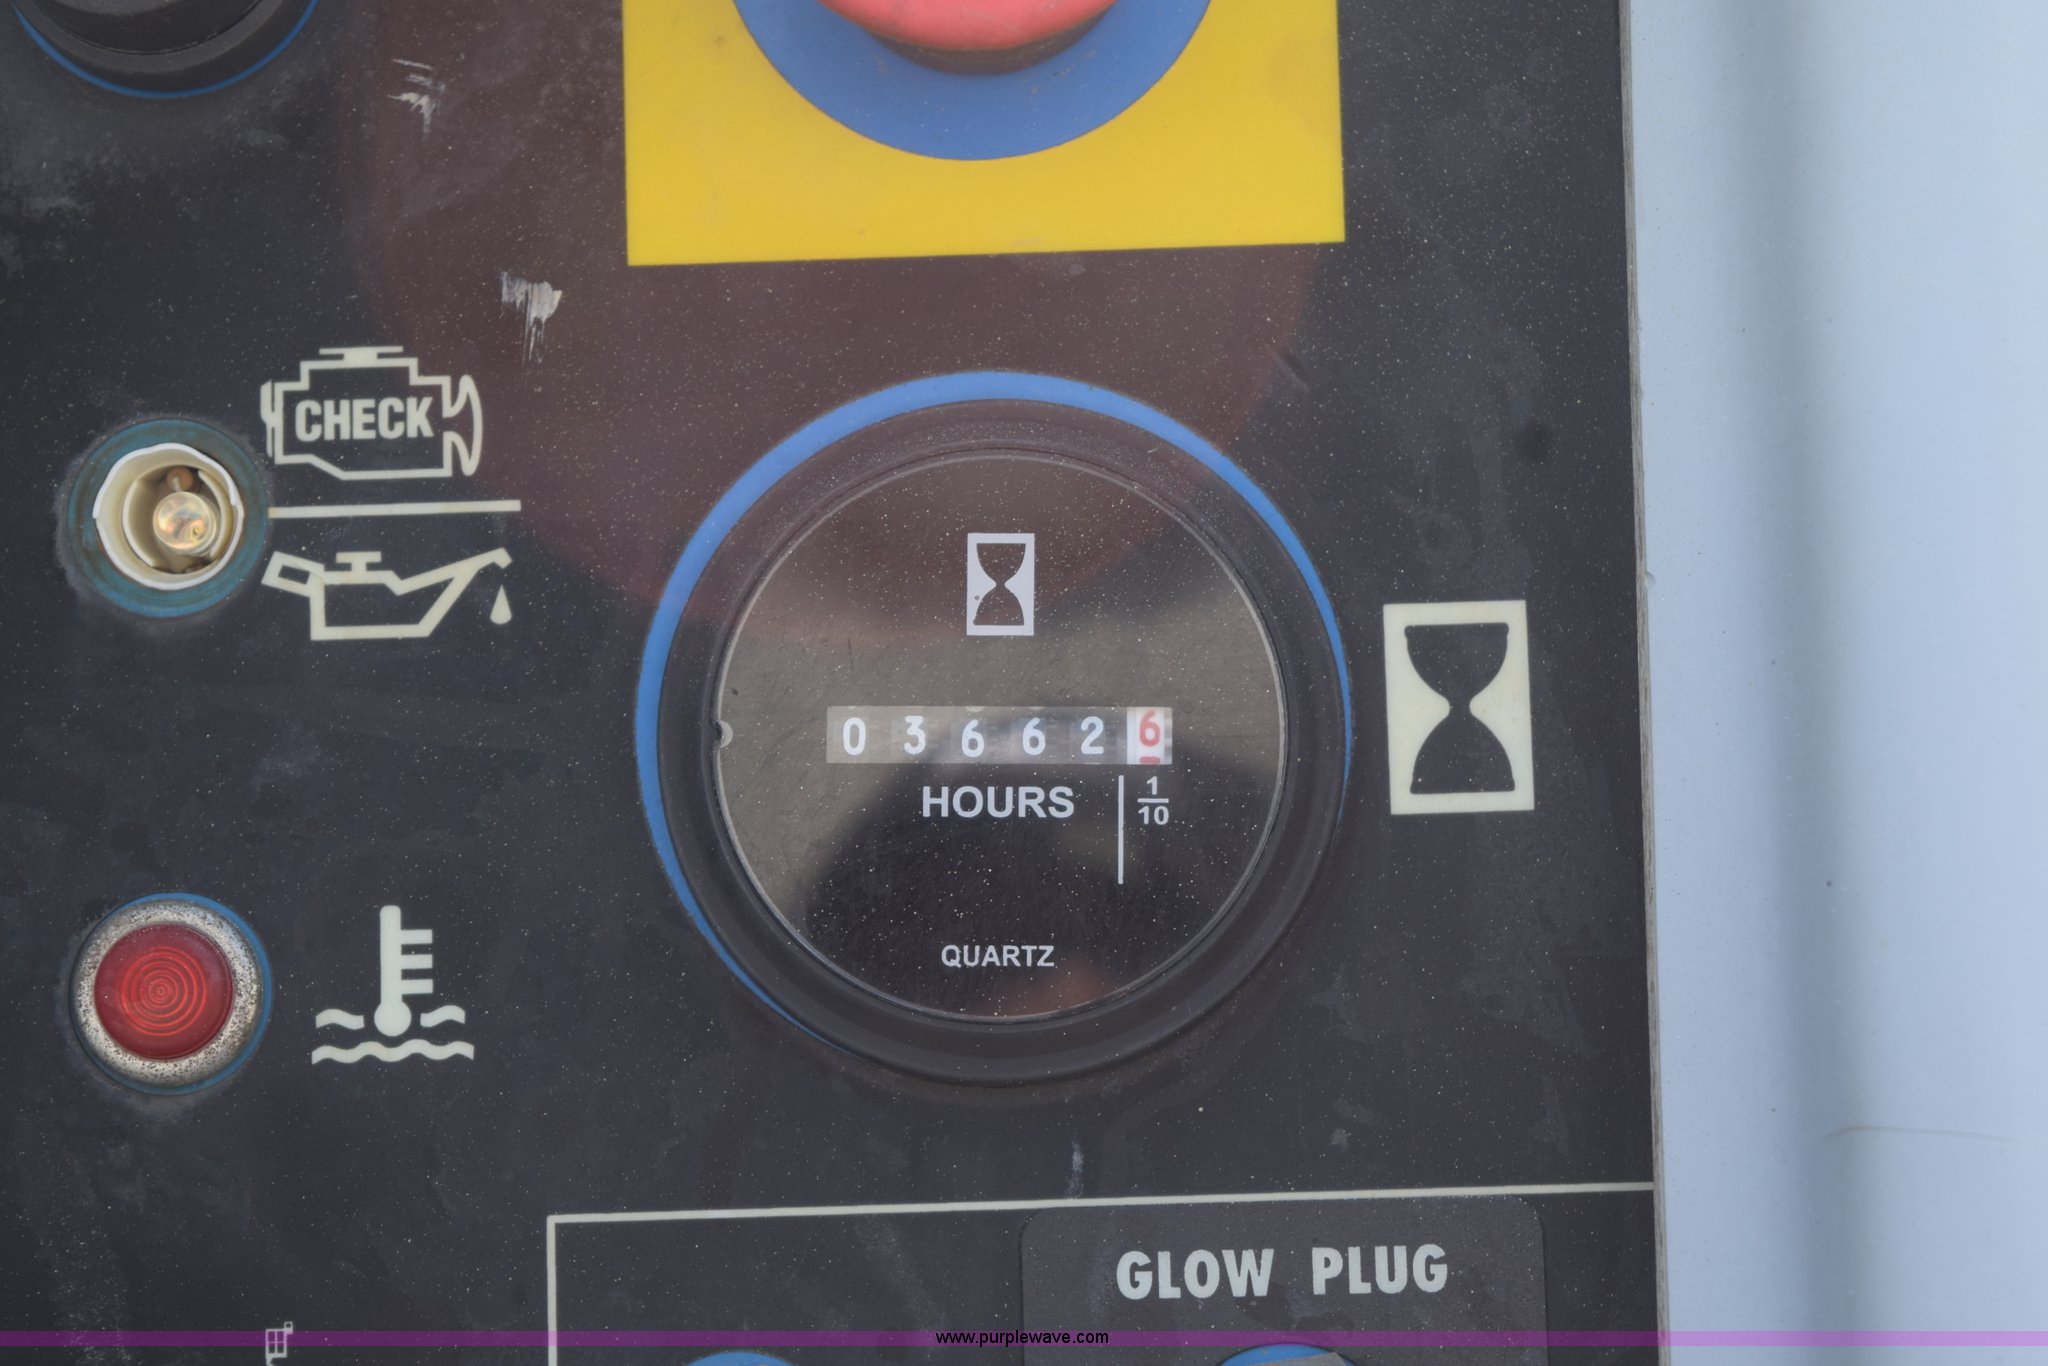 CHECK
036626
HOURS
1/10
QUARTZ
GLOW PLUG
www.purplewave.com